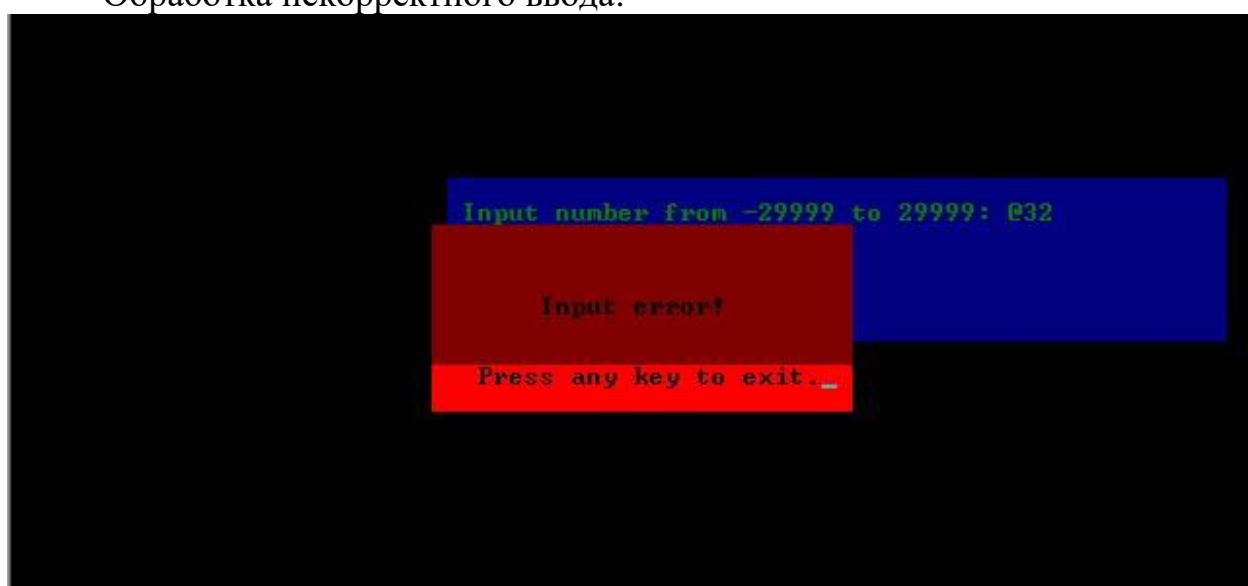 Обработка некорректного ввода:
Input number from -29999 to 29999: @32
Input error!
Press any key to exit._